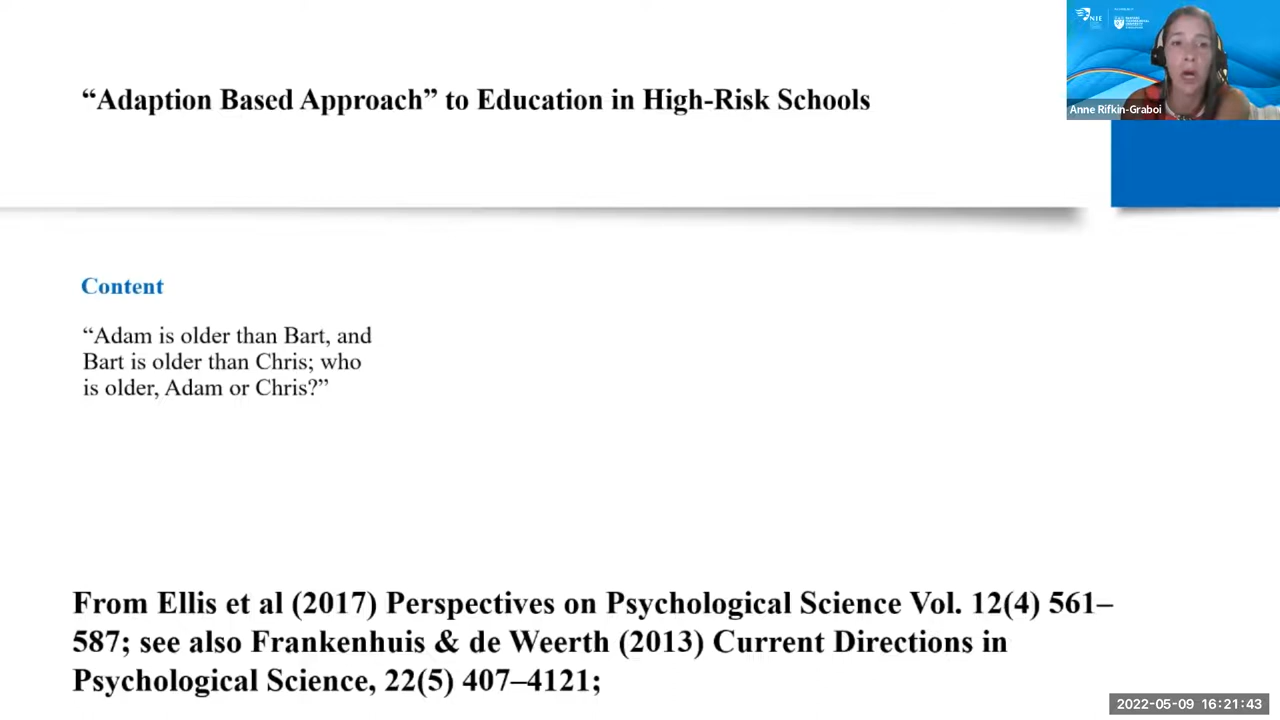 “Adaption Based Approach” to Education in High-Risk Schools
NIE
Anne Rifkin-Graboi
Content
“Adam is older than Bart, and
Bart is older than Chris; who
is older, Adam or Chris?”
From Ellis et al (2017) Perspectives on Psychological Science Vol. 12(4) 561–
587; see also Frankenhuis & de Weerth (2013) Current Directions in
Psychological Science, 22(5) 407–4121;
2022-05-09 16:21:43